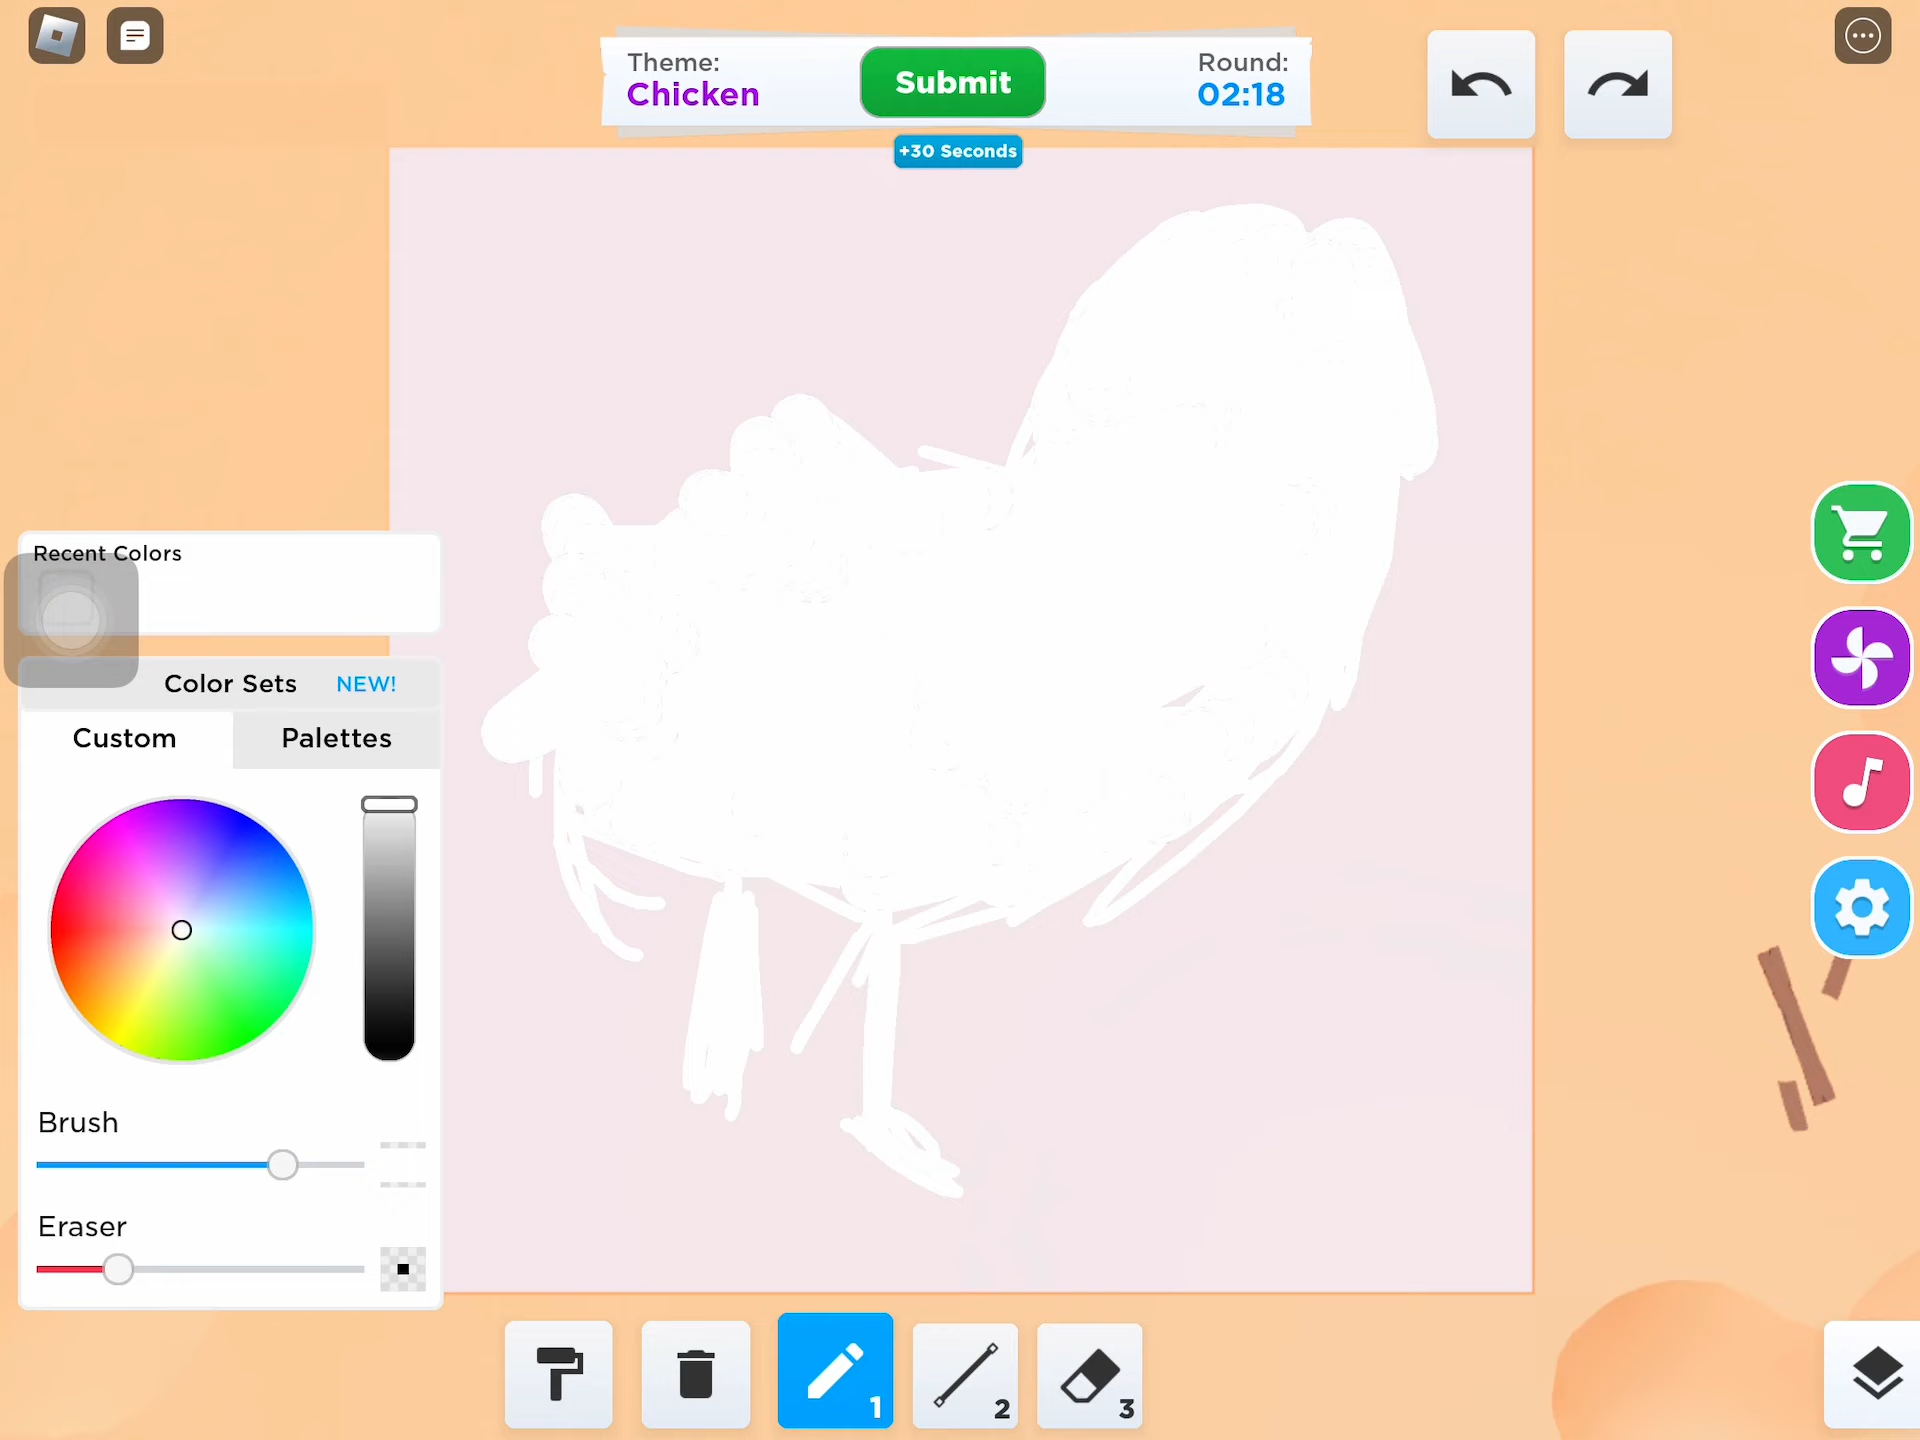 Theme:
Chicken
Submit
Round:
02:18
+30 Seconds
Recent Colors
Color Sets NEW!
Custom Palettes
Brush
Eraser
1
2
3